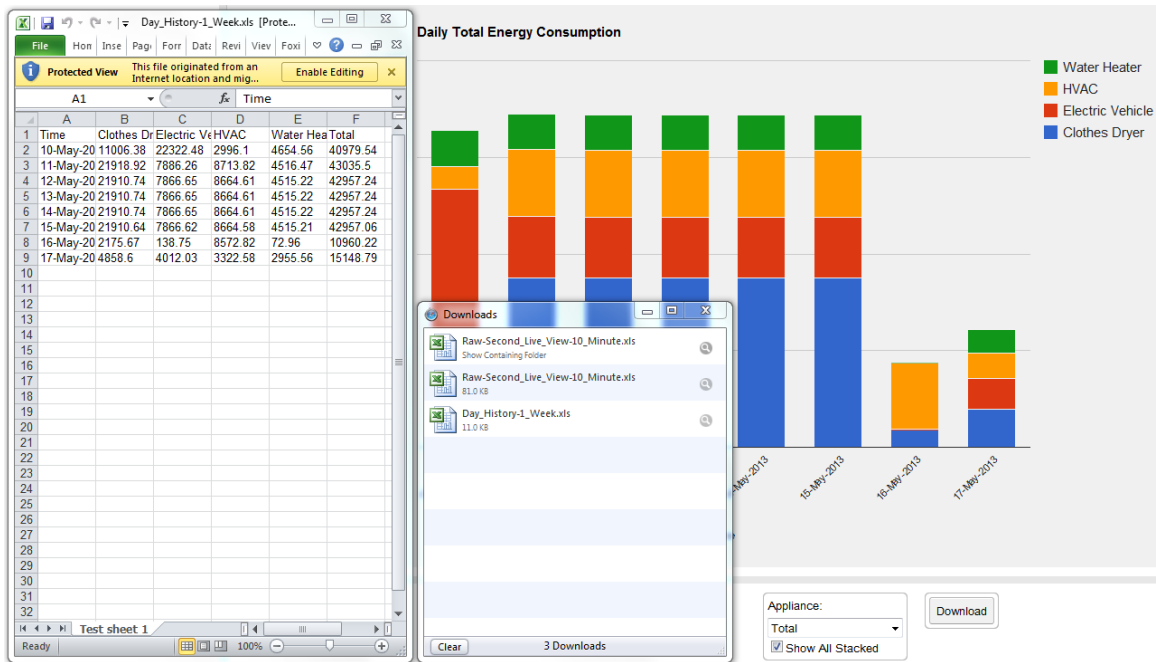 Day_History-1_Week.xls [Prote...
File Hon Inse Pag Forr Data Revi Viev Foxi
Protected View This file originated from an Internet location and mig... Enable Editing
A1 fx Time
A B C D E F
1 Time Clothes Dr Electric Ve HVAC Water Hea Total
2 10-May-20 11006.38 22322.48 2996.1 4654.56 40979.54
3 11-May-20 21918.92 7886.26 8713.82 4516.47 43035.5
4 12-May-20 21910.74 7866.65 8664.61 4515.22 42957.24
5 13-May-20 21910.74 7866.65 8664.61 4515.22 42957.24
6 14-May-20 21910.74 7866.65 8664.61 4515.22 42957.24
7 15-May-20 21910.64 7866.62 8664.58 4515.21 42957.06
8 16-May-20 2175.67 138.75 8572.82 72.96 10960.22
9 17-May-20 4858.6 4012.03 3322.58 2955.56 15148.79
10
11
12
13
14
15
16
17
18
19
20
21
22
23
24
25
26
27
28
29
30
31
32
Test sheet 1
Ready 100%
Daily Total Energy Consumption
Water Heater
HVAC
Electric Vehicle
Clothes Dryer
Downloads
Raw-Second_Live_View-10_Minute.xls
Show Containing Folder
Raw-Second_Live_View-10_Minute.xls
81.0 KB
Day_History-1_Week.xls
11.0 KB
Clear 3 Downloads
-May-2013
15-May-2013
16-May-2013
17-May-2013
Appliance:
Total
Show All Stacked
Download